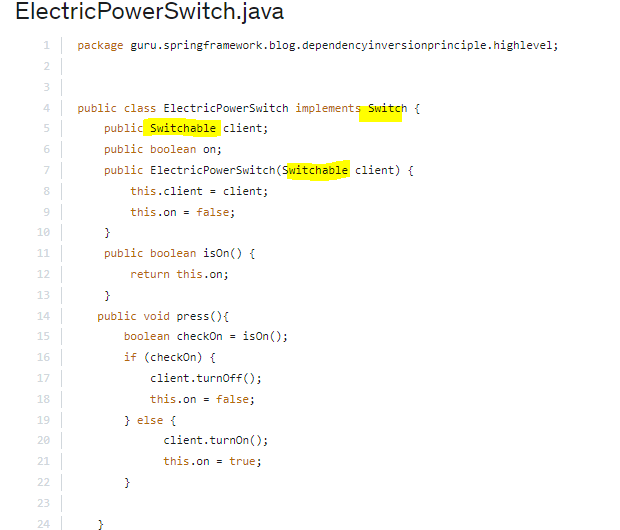 ElectricPowerSwitch.java
1 package guru.springframework.blog.dependencyinversionprinciple.highlevel;
2
3
4 public class ElectricPowerSwitch implements Switch {
5     public Switchable client;
6     public boolean on;
7     public ElectricPowerSwitch(Switchable client) {
8         this.client = client;
9         this.on = false;
10     }
11     public boolean isOn() {
12         return this.on;
13     }
14    public void press(){
15        boolean checkOn = isOn();
16        if (checkOn) {
17            client.turnOff();
18            this.on = false;
19        } else {
20              client.turnOn();
21              this.on = true;
22        }
23
24    }